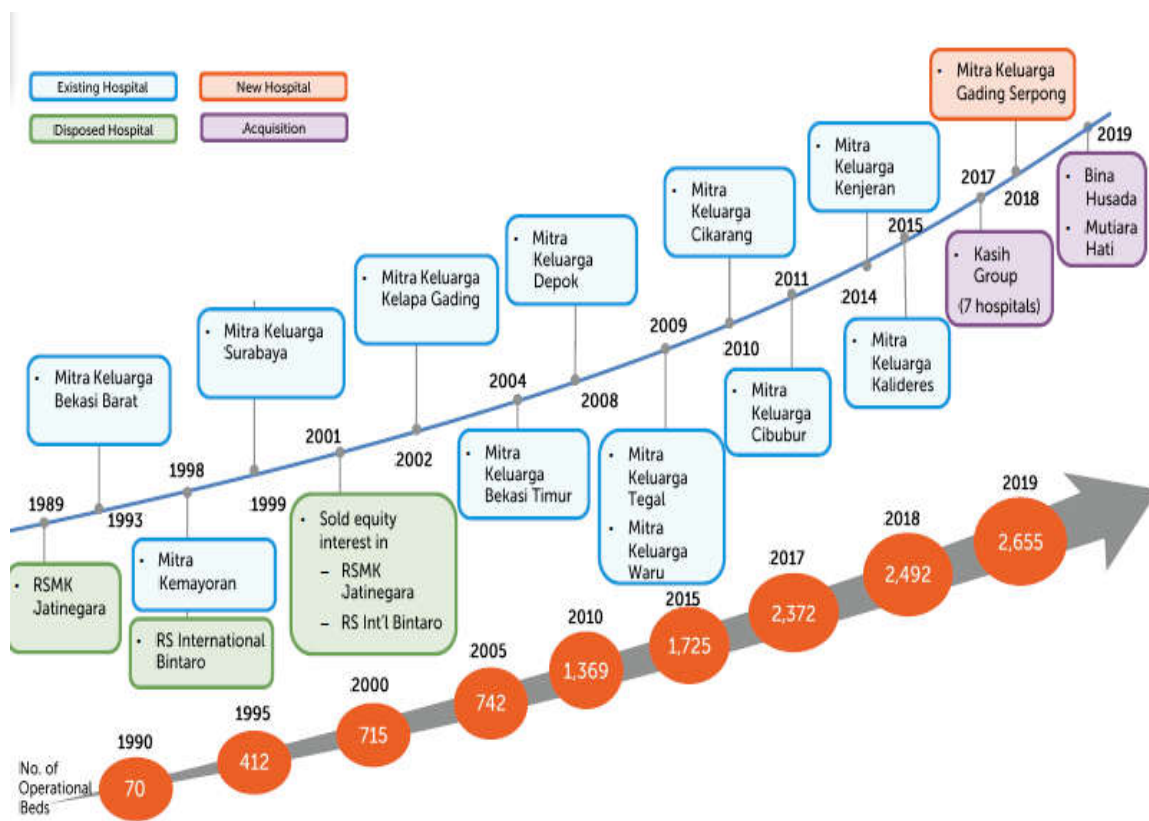 Existing Hospital
New Hospital
Disposed Hospital
Acquisition
1989
• RSMK
Jatinegara
1993
• Mitra Keluarga
Bekasi Barat
1998
• Mitra
Kemayoran
• RS International
Bintaro
1999
• Mitra Keluarga
Surabaya
2001
• Sold equity
interest in
– RSMK
Jatinegara
– RS Int'l Bintaro
2002
• Mitra Keluarga
Kelapa Gading
2004
• Mitra
Keluarga
Bekasi Timur
2008
• Mitra
Keluarga
Depok
2009
• Mitra
Keluarga
Tegal
• Mitra
Keluarga
Waru
2010
• Mitra
Keluarga
Cikarang
2011
• Mitra
Keluarga
Cibubur
2014
• Mitra
Keluarga
Kenjeran
2015
• Mitra
Keluarga
Kalideres
2017
• Kasih
Group
(7 hospitals)
2018
• Mitra Keluarga
Gading Serpong
2019
• Bina
Husada
• Mutiara
Hati
No. of
Operational
Beds
1990
70
1995
412
2000
715
2005
742
2010
1,369
2015
1,725
2017
2,372
2018
2,492
2019
2,655